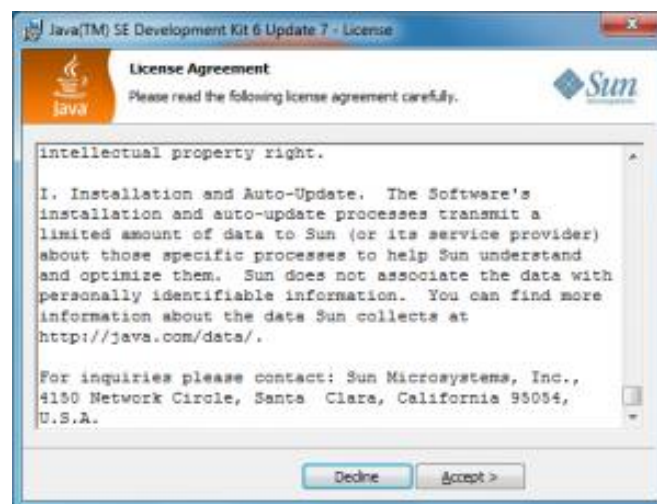 Java(TM) SE Development Kit 6 Update 7 - License
License Agreement
Please read the following license agreement carefully.
Java
Sun
intellectual property right.
I. Installation and Auto-Update. The Software's
installation and auto-update processes transmit a
limited amount of data to Sun (or its service provider)
about those specific processes to help Sun understand
and optimize them. Sun does not associate the data with
personally identifiable information. You can find more
information about the data Sun collects at
http://java.com/data/.
For inquiries please contact: Sun Microsystems, Inc.,
4150 Network Circle, Santa Clara, California 95054,
U.S.A.
Decline
Accept >